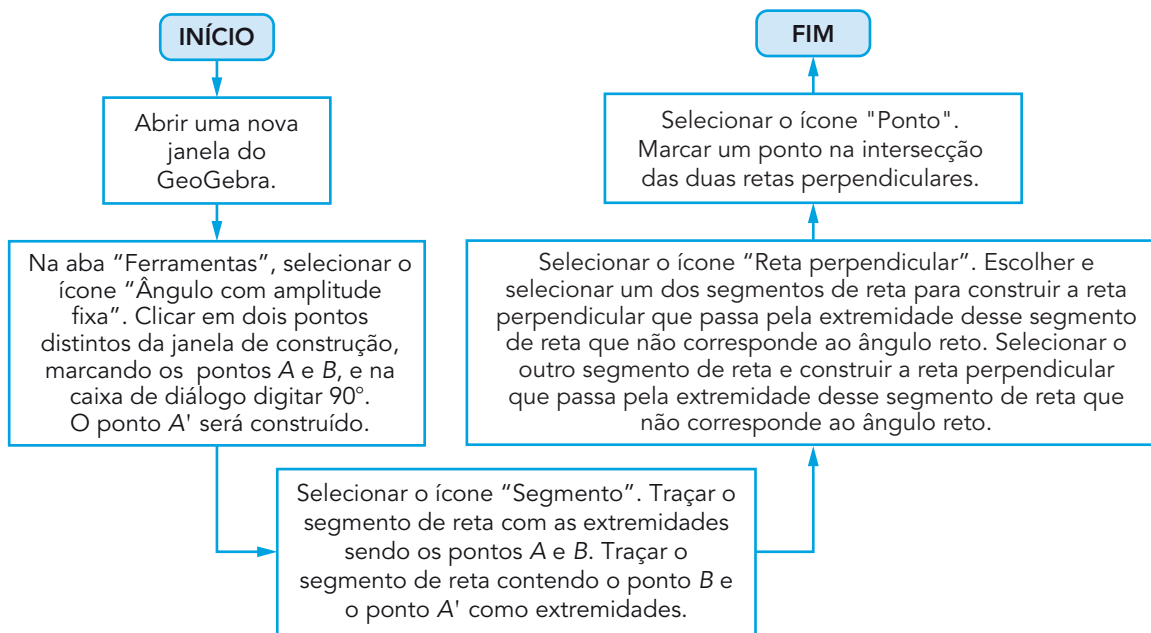 INÍCIO
Abrir uma nova
janela do
GeoGebra.
Na aba “Ferramentas”, selecionar o
ícone “Ângulo com amplitude
fixa”. Clicar em dois pontos
distintos da janela de construção,
marcando os pontos A e B, e na
caixa de diálogo digitar 90°.
O ponto A' será construído.
Selecionar o ícone “Segmento”. Traçar o
segmento de reta com as extremidades
sendo os pontos A e B. Traçar o
segmento de reta contendo o ponto B e
o ponto A' como extremidades.
Selecionar o ícone “Reta perpendicular”. Escolher e
selecionar um dos segmentos de reta para construir a reta
perpendicular que passa pela extremidade desse segmento
de reta que não corresponde ao ângulo reto. Selecionar o
outro segmento de reta e construir a reta perpendicular
que passa pela extremidade desse segmento de reta que
não corresponde ao ângulo reto.
Selecionar o ícone "Ponto".
Marcar um ponto na intersecção
das duas retas perpendiculares.
FIM